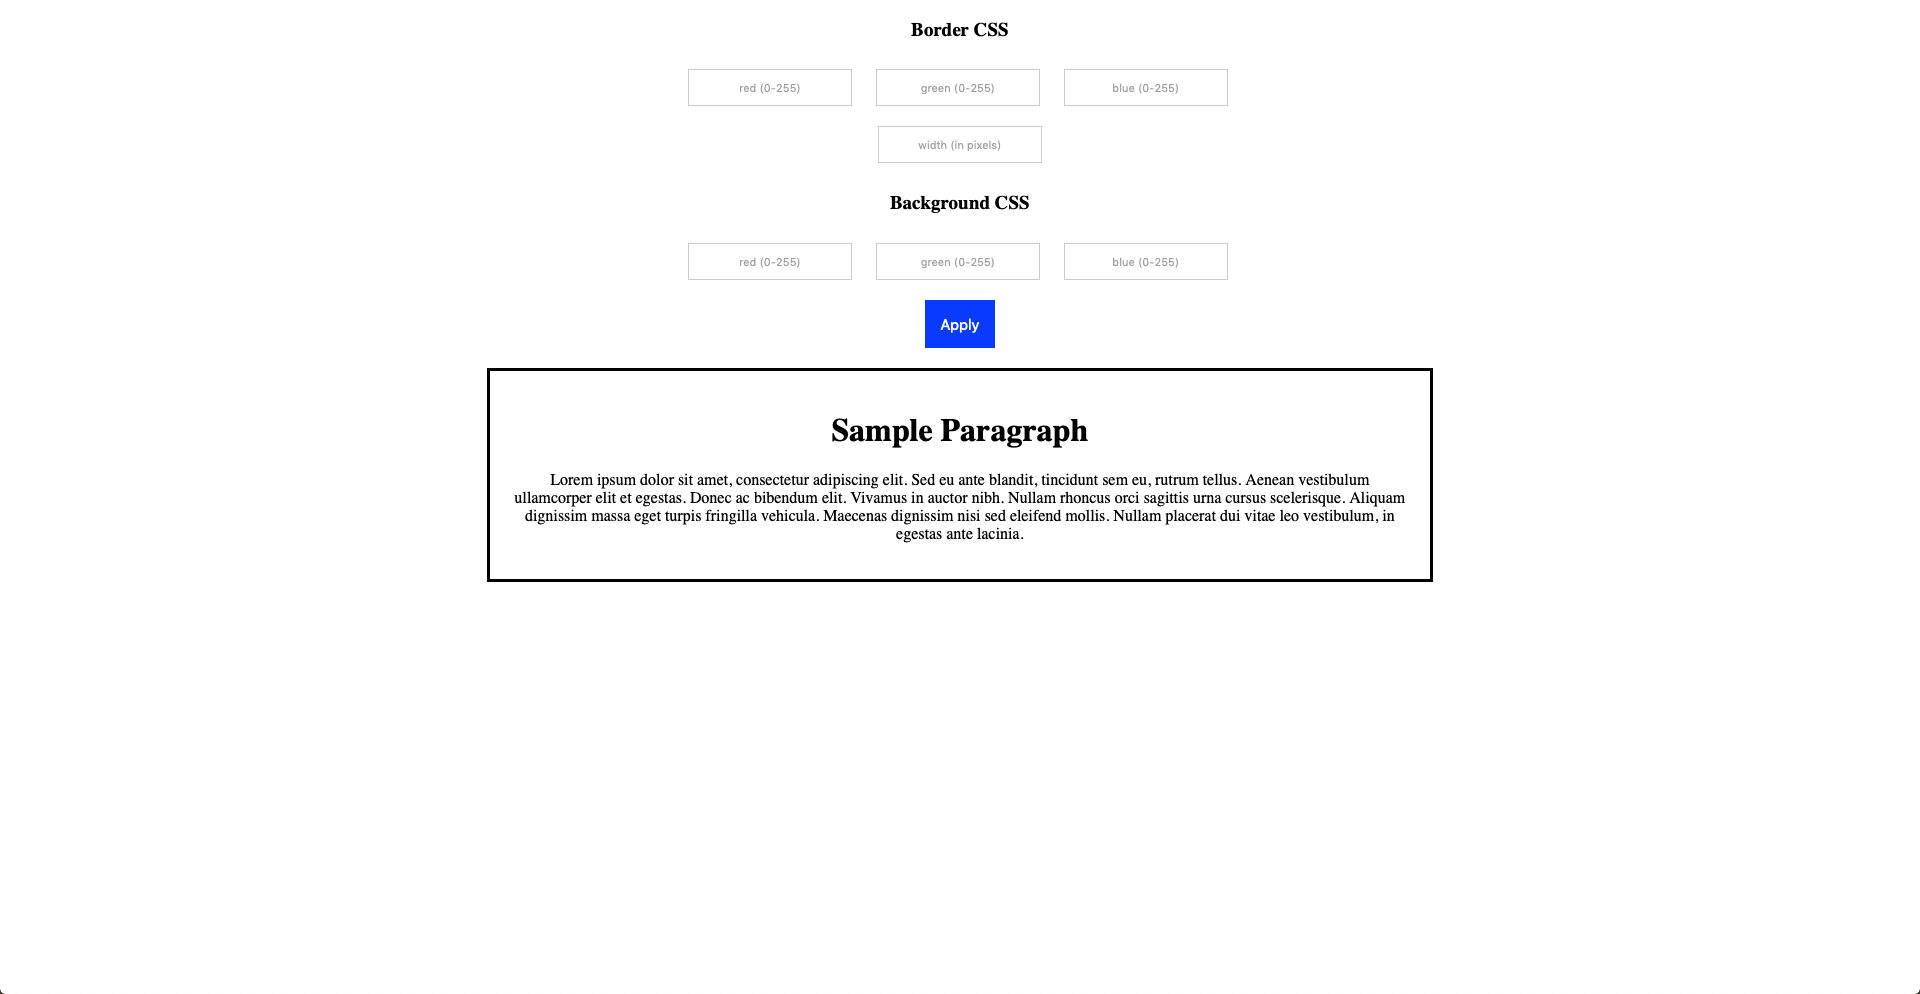 Border CSS
red (0-255) green (0-255) blue (0-255)
width (in pixels)
Background CSS
red (0-255) green (0-255) blue (0-255)
Apply
Sample Paragraph
Lorem ipsum dolor sit amet, consectetur adipiscing elit. Sed eu ante blandit, tincidunt sem eu, rutrum tellus. Aenean vestibulum
ullamcorper elit et egestas. Donec ac bibendum elit. Vivamus in auctor nibh. Nullam rhoncus orci sagittis urna cursus scelerisque. Aliquam
dignissim massa eget turpis fringilla vehicula. Maecenas dignissim nisi sed eleifend mollis. Nullam placerat dui vitae leo vestibulum, in
egestas ante lacinia.